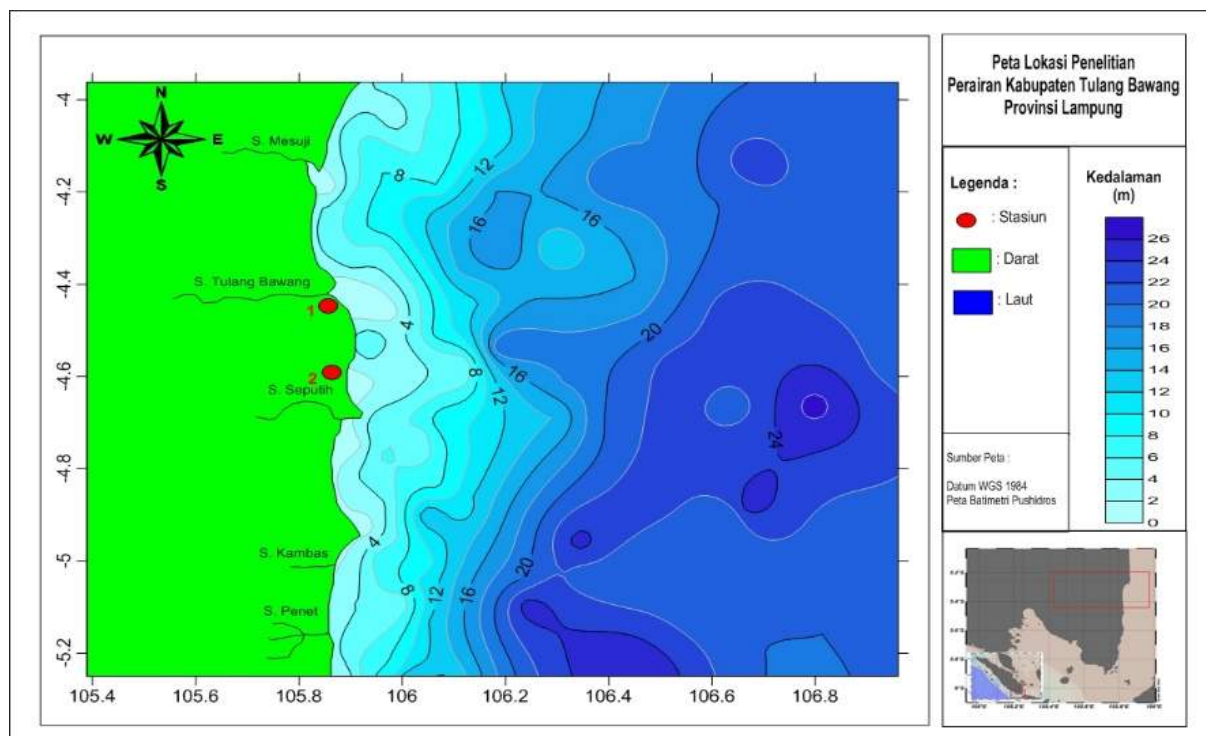 N
W
E
S
S. Mesuji
S. Tulang Bawang
1
2
S. Seputih
S. Kambas
S. Penet
8
12
16
16
20
4
8
12
16
24
4
8
12
16
20
-4
-4.2
-4.4
-4.6
-4.8
-5
-5.2
105.4
105.6
105.8
106
106.2
106.4
106.6
106.8
Peta Lokasi Penelitian
Perairan Kabupaten Tulang Bawang
Provinsi Lampung
Legenda :
: Stasiun
: Darat
: Laut
Sumber Peta :
Datum WGS 1984
Peta Batimetri Pushidros
Kedalaman
(m)
26
24
22
20
18
16
14
12
10
8
6
4
2
0